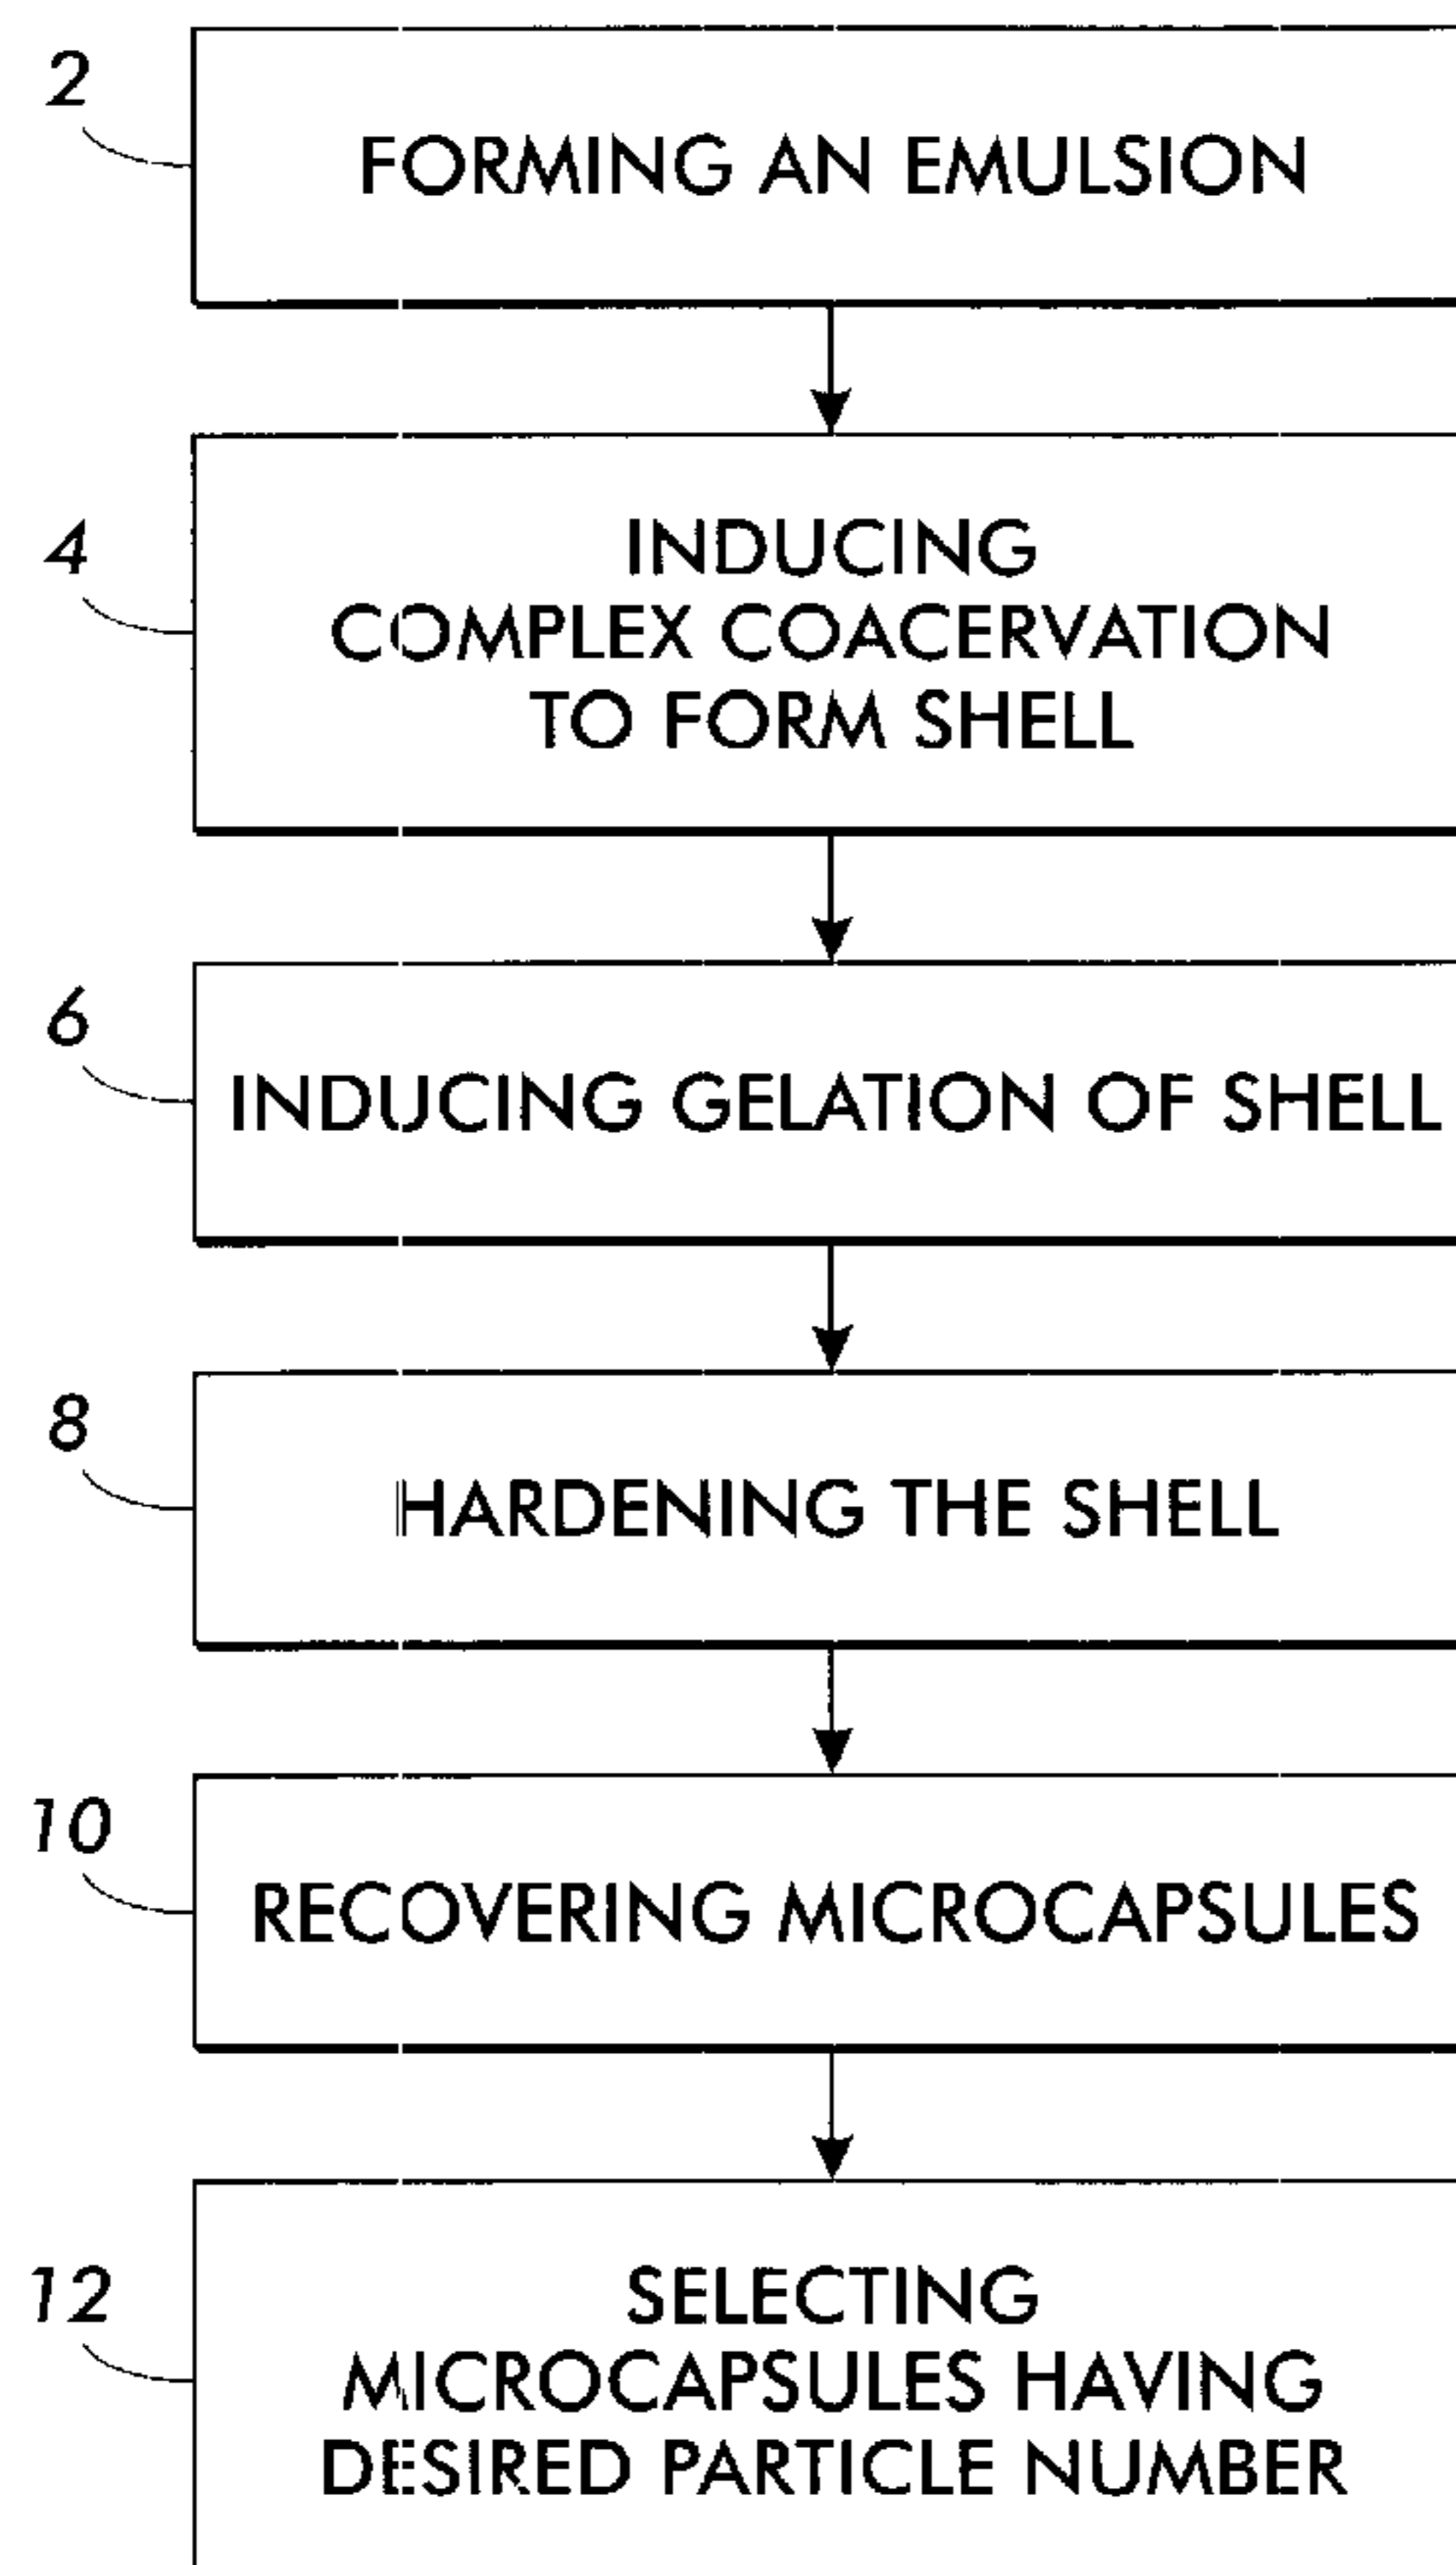 2
FORMING AN EMULSION
4
INDUCING
COMPLEX COACERVATION
TO FORM SHELL
6
INDUCING GELATION OF SHELL
8
HARDENING THE SHELL
10
RECOVERING MICROCAPSULES
12
SELECTING
MICROCAPSULES HAVING
DESIRED PARTICLE NUMBER